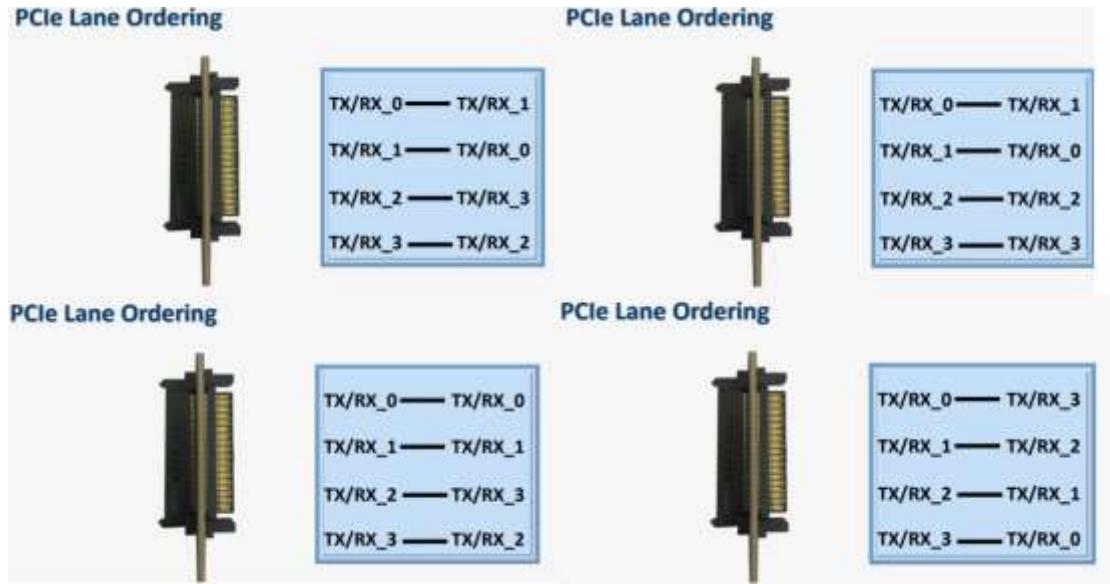 PCIe Lane Ordering
TX/RX_0 TX/RX_1
TX/RX_1 TX/RX_0
TX/RX_2 TX/RX_3
TX/RX_3 TX/RX_2
PCIe Lane Ordering
TX/RX_0 TX/RX_1
TX/RX_1 TX/RX_0
TX/RX_2 TX/RX_2
TX/RX_3 TX/RX_3
PCIe Lane Ordering
TX/RX_0 TX/RX_0
TX/RX_1 TX/RX_1
TX/RX_2 TX/RX_3
TX/RX_3 TX/RX_2
PCIe Lane Ordering
TX/RX_0 TX/RX_3
TX/RX_1 TX/RX_2
TX/RX_2 TX/RX_1
TX/RX_3 TX/RX_0